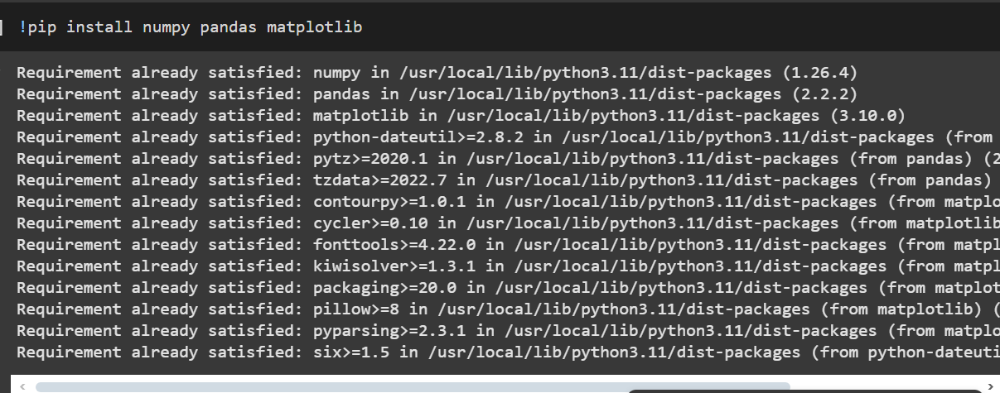 !pip install numpy pandas matplotlib
Requirement already satisfied: numpy in /usr/local/lib/python3.11/dist-packages (1.26.4)
Requirement already satisfied: pandas in /usr/local/lib/python3.11/dist-packages (2.2.2)
Requirement already satisfied: matplotlib in /usr/local/lib/python3.11/dist-packages (3.10.0)
Requirement already satisfied: python-dateutil>=2.8.2 in /usr/local/lib/python3.11/dist-packages (from
Requirement already satisfied: pytz>=2020.1 in /usr/local/lib/python3.11/dist-packages (from pandas) (2
Requirement already satisfied: tzdata>=2022.7 in /usr/local/lib/python3.11/dist-packages (from pandas)
Requirement already satisfied: contourpy>=1.0.1 in /usr/local/lib/python3.11/dist-packages (from matplo
Requirement already satisfied: cycler>=0.10 in /usr/local/lib/python3.11/dist-packages (from matplotlib
Requirement already satisfied: fonttools>=4.22.0 in /usr/local/lib/python3.11/dist-packages (from matpl
Requirement already satisfied: kiwisolver>=1.3.1 in /usr/local/lib/python3.11/dist-packages (from matpl
Requirement already satisfied: packaging>=20.0 in /usr/local/lib/python3.11/dist-packages (from matplot
Requirement already satisfied: pillow>=8 in /usr/local/lib/python3.11/dist-packages (from matplotlib) (
Requirement already satisfied: pyparsing>=2.3.1 in /usr/local/lib/python3.11/dist-packages (from matplo
Requirement already satisfied: six>=1.5 in /usr/local/lib/python3.11/dist-packages (from python-dateuti